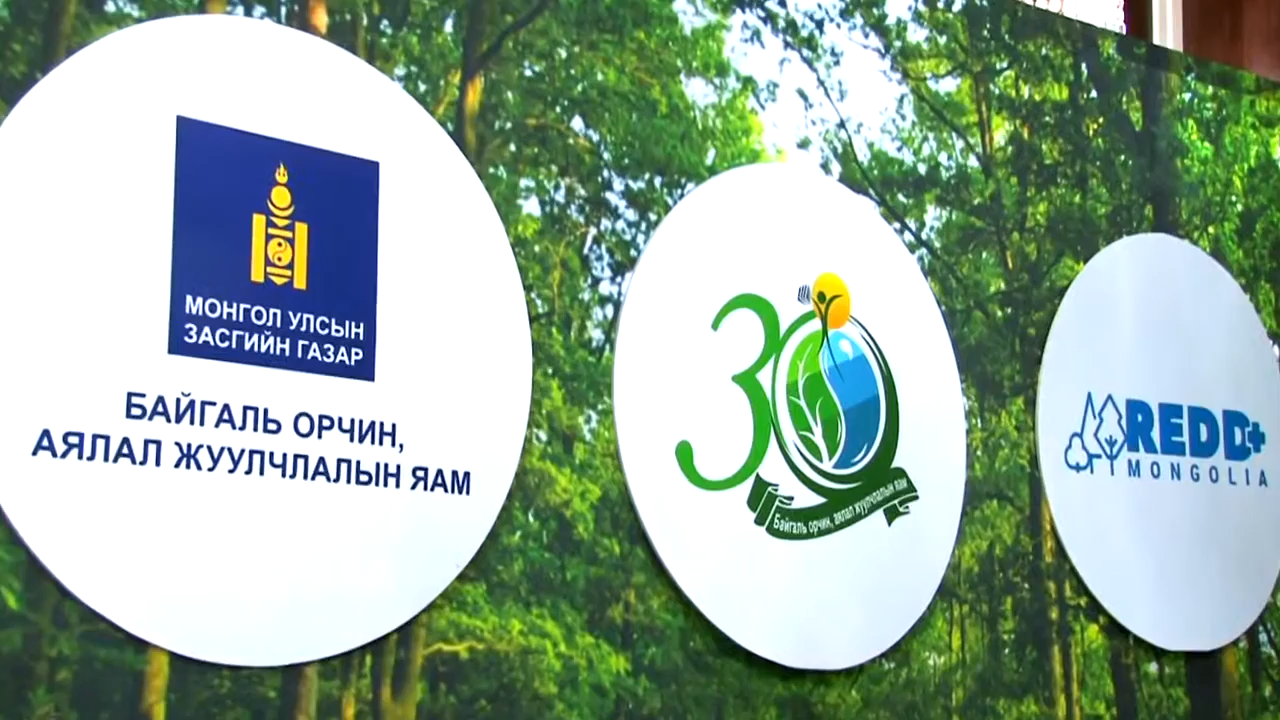 МОНГОЛ УЛСЫН
ЗАСГИЙН ГАЗАР
БАЙГАЛЬ ОРЧИН,
АЯЛАЛ ЖУУЛЧЛАЛЫН ЯАМ
30
Байгаль орчин, аялал жуулчлалын яам
REDD+
MONGOLIA